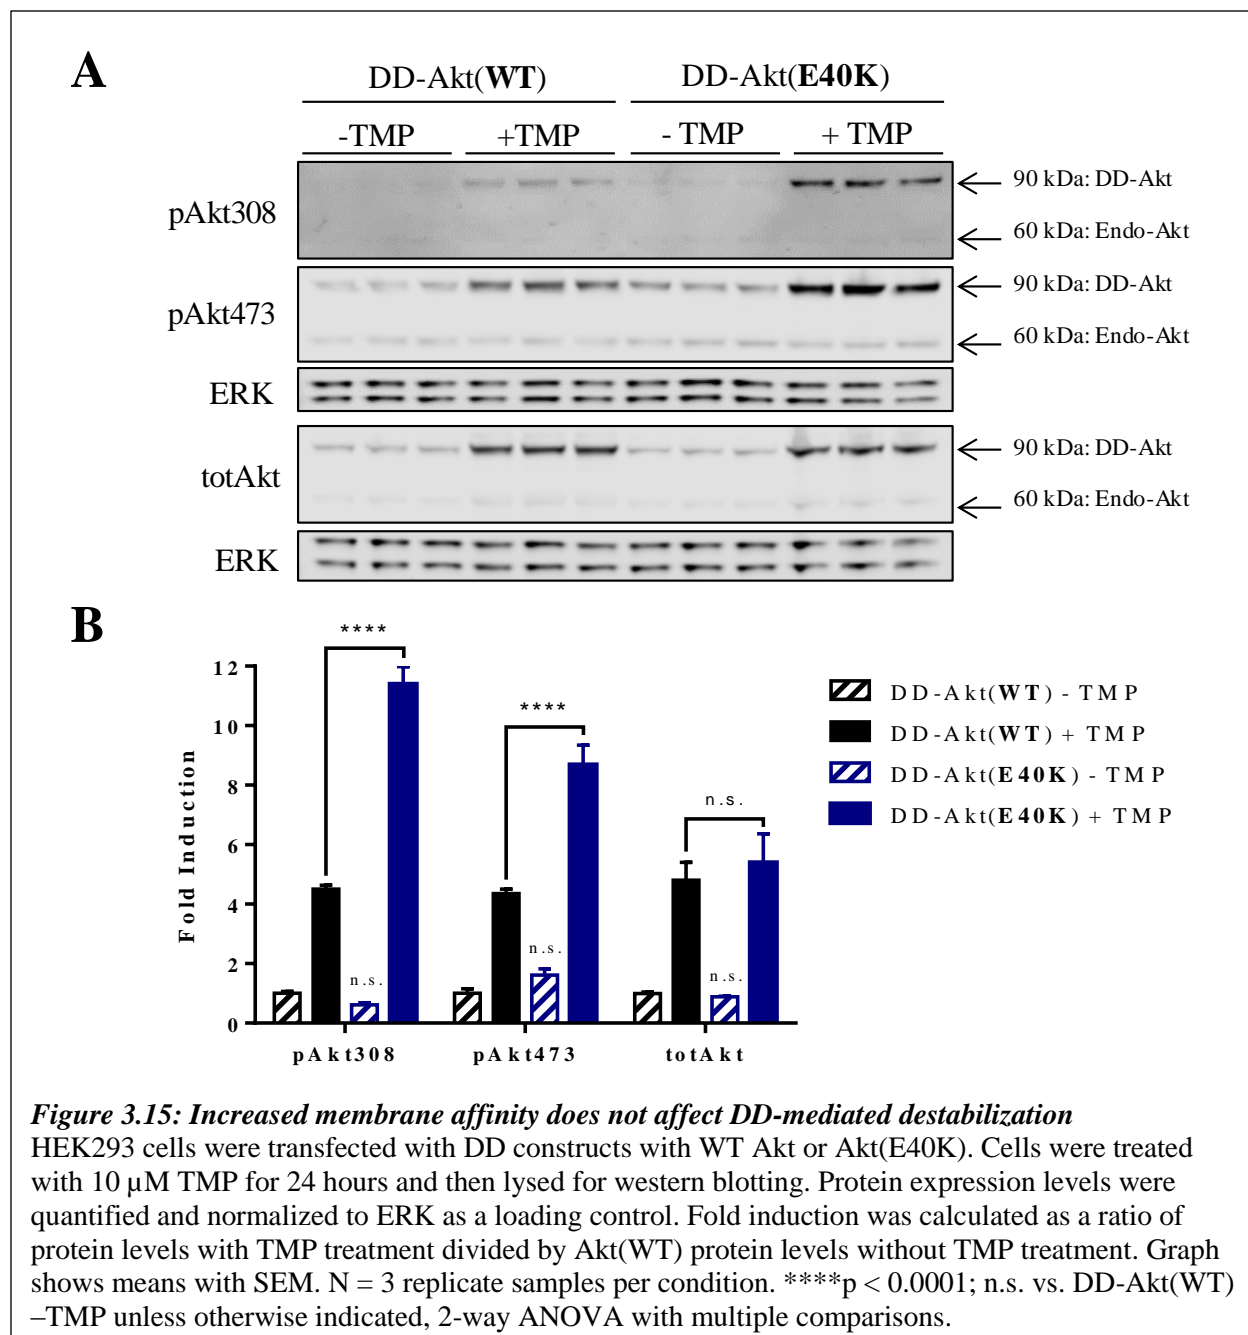 A
DD-Akt(WT) DD-Akt(E40K)
-TMP +TMP - TMP + TMP
pAkt308
90 kDa: DD-Akt
60 kDa: Endo-Akt
pAkt473
90 kDa: DD-Akt
60 kDa: Endo-Akt
ERK
totAkt
90 kDa: DD-Akt
60 kDa: Endo-Akt
ERK
B
Fold Induction
12
10
8
6
4
2
0
****
****
n.s.
n.s.
n.s.
n.s.
pAkt308 pAkt473 totAkt
DD-Akt(WT) - TMP
DD-Akt(WT) + TMP
DD-Akt(E40K) - TMP
DD-Akt(E40K) + TMP
Figure 3.15: Increased membrane affinity does not affect DD-mediated destabilization
HEK293 cells were transfected with DD constructs with WT Akt or Akt(E40K). Cells were treated
with 10 µM TMP for 24 hours and then lysed for western blotting. Protein expression levels were
quantified and normalized to ERK as a loading control. Fold induction was calculated as a ratio of
protein levels with TMP treatment divided by Akt(WT) protein levels without TMP treatment. Graph
shows means with SEM. N = 3 replicate samples per condition. ****p < 0.0001; n.s. vs. DD-Akt(WT)
–TMP unless otherwise indicated, 2-way ANOVA with multiple comparisons.